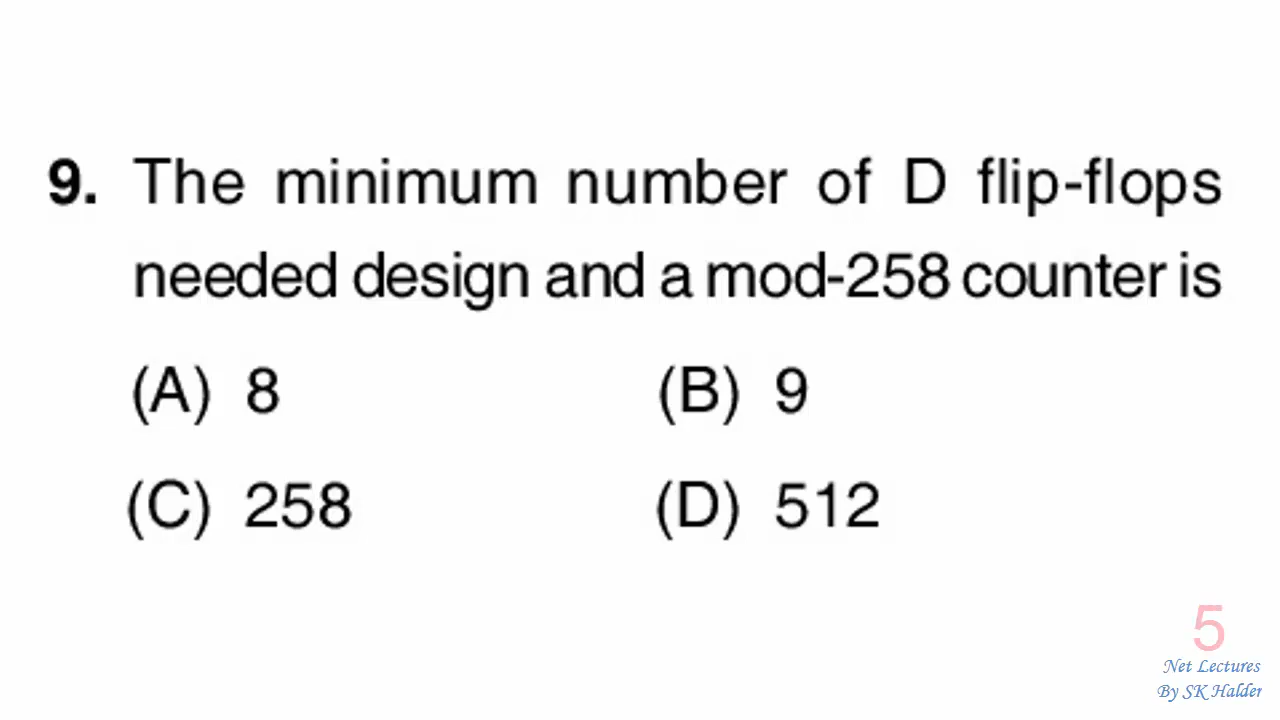 9. The minimum number of D flip-flops
needed design and a mod-258 counter is
(A) 8 (B) 9
(C) 258 (D) 512
5
Net Lectures
By SK Halder